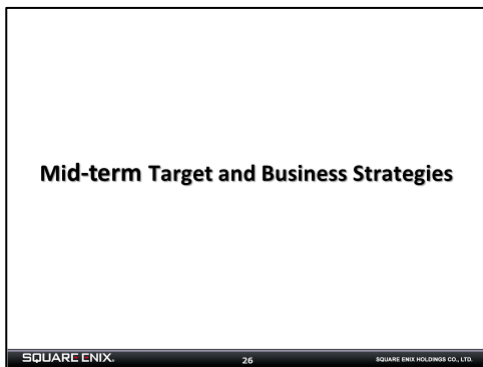 Mid-term Target and Business Strategies
SQUARE ENIX.
26
SQUARE ENIX HOLDINGS CO., LTD.